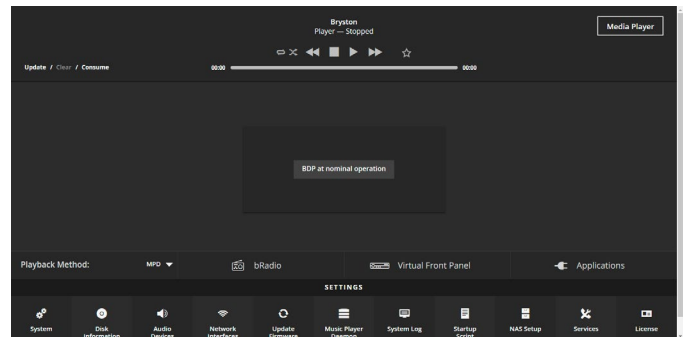 Bryston
Player — Stopped
Media Player
Update / Clear / Consume
00:00
00:00
BDP at nominal operation
Playback Method:
MPD
bRadio
Virtual Front Panel
Applications
SETTINGS
System
Disk Information
Audio Devices
Network Interfaces
Update Firmware
Music Player Daemon
System Log
Startup Script
NAS Setup
Services
License